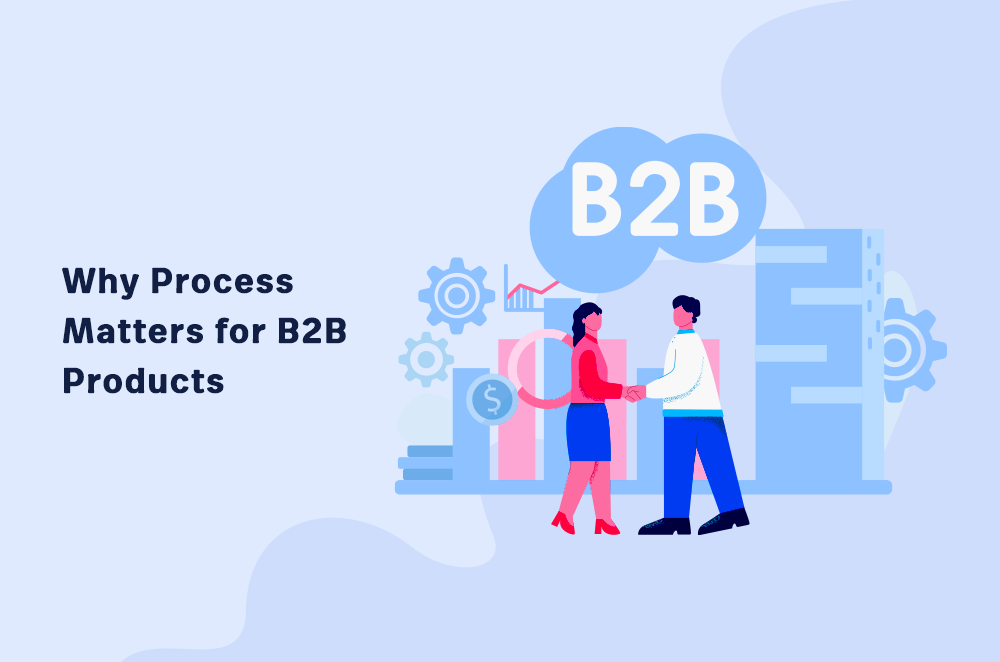 B2B
Why Process
Matters for B2B
Products
$